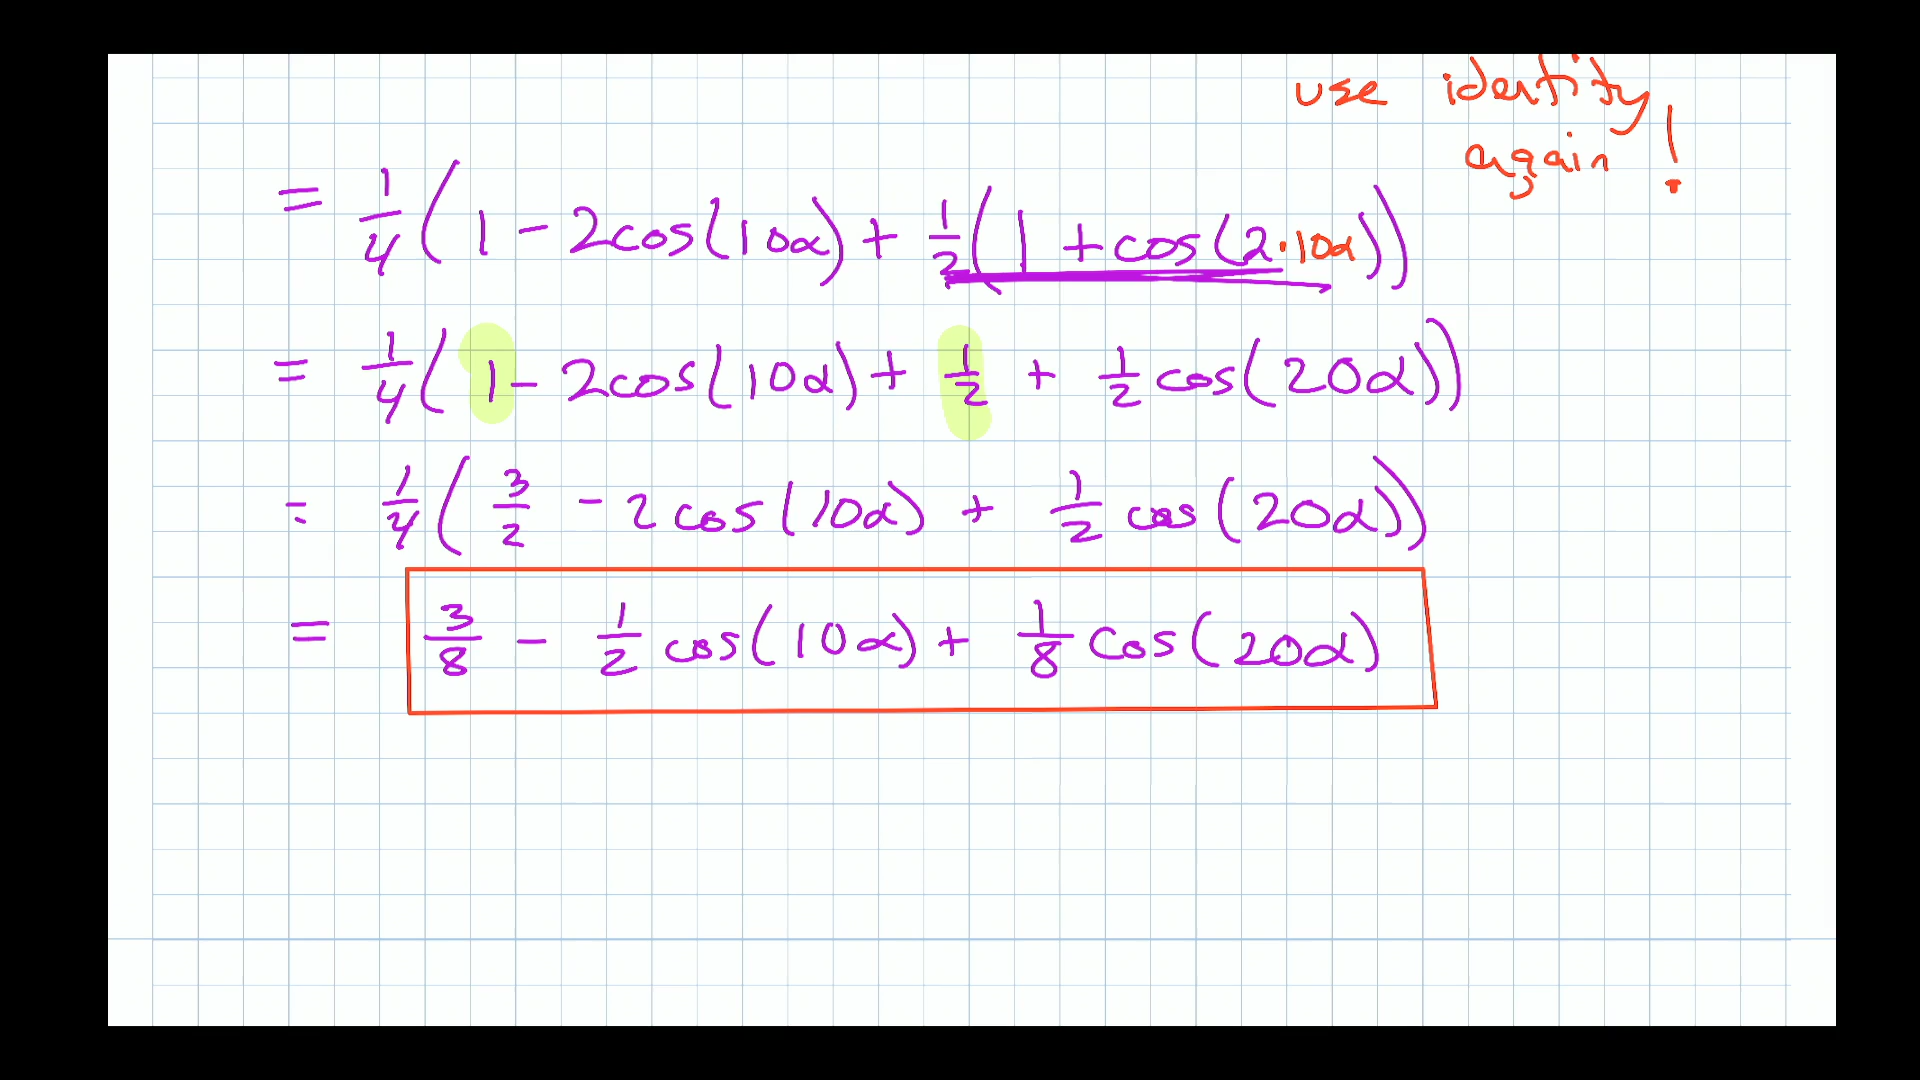 use identity
again !
= 1/4 ( 1 - 2cos(10α) + 1/2 ( 1 + cos(2·10α) ) )
= 1/4 ( 1 - 2cos(10α) + 1/2 + 1/2 cos(20α) )
= 1/4 ( 3/2 - 2cos(10α) + 1/2 cos(20α) )
= 3/8 - 1/2 cos(10α) + 1/8 cos(20α)